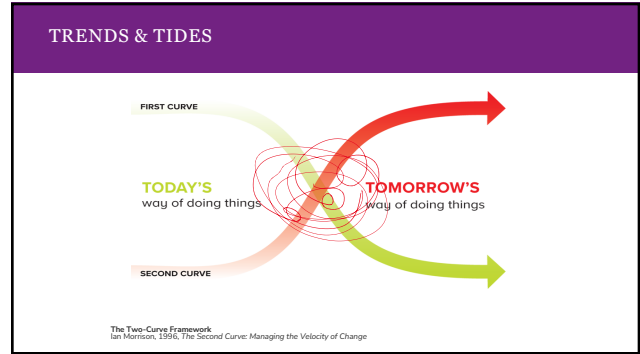 TRENDS & TIDES
FIRST CURVE
TODAY'S
way of doing things
TOMORROW'S
way of doing things
SECOND CURVE
The Two-Curve Framework
Ian Morrison, 1996, The Second Curve: Managing the Velocity of Change